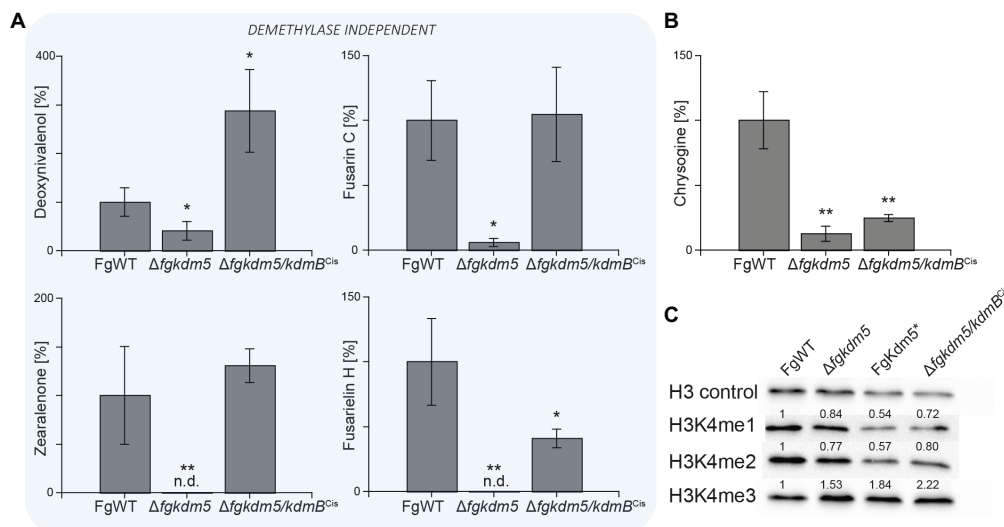 A
DEMETHYLASE INDEPENDENT
400
0
Deoxynivalenol [%]
*
*
FgWT
Δfgkdm5
Δfgkdm5/kdmB^Cis
150
0
Fusarin C [%]
*
FgWT
Δfgkdm5
Δfgkdm5/kdmB^Cis
200
0
Zearalenone [%]
**
n.d.
FgWT
Δfgkdm5
Δfgkdm5/kdmB^Cis
150
0
Fusarielin H [%]
**
n.d.
*
FgWT
Δfgkdm5
Δfgkdm5/kdmB^Cis
B
150
0
Chrysogine [%]
**
**
FgWT
Δfgkdm5
Δfgkdm5/kdmB^Cis
C
FgWT
Δfgkdm5
FgKdm5*
Δfgkdm5/kdmB^Cis
H3 control
1 0.84 0.54 0.72
H3K4me1
1 0.77 0.57 0.80
H3K4me2
1 1.53 1.84 2.22
H3K4me3